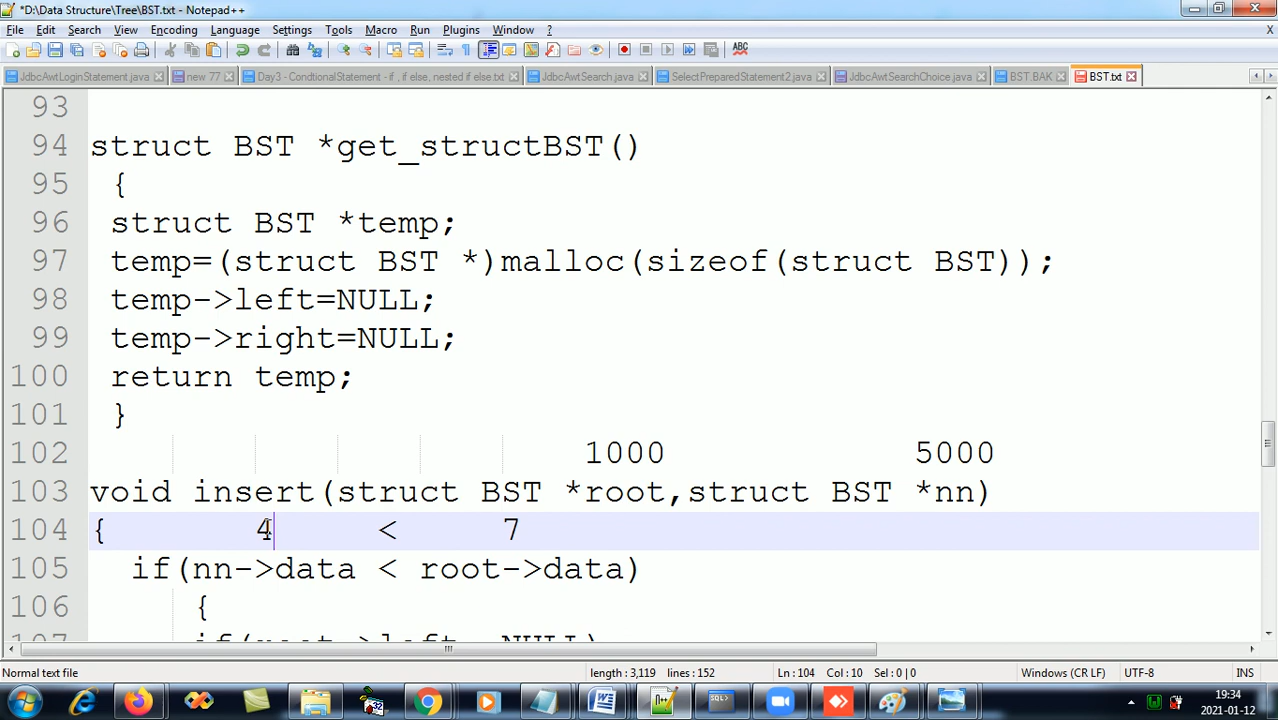 *D:\Data Structure\Tree\BST.txt - Notepad++
File Edit Search View Encoding Language Settings Tools Macro Run Plugins Window ? X
JdbcAwtLoginStatement.java new 77 Day3 - CondtionalStatement - if , if else, nested if else.txt JdbcAwtSearch.java SelectPreparedStatement2.java JdbcAwtSearchChoice.java BST.BAK BST.txt
93
94 struct BST *get_structBST()
95 {
96 struct BST *temp;
97 temp=(struct BST *)malloc(sizeof(struct BST));
98 temp->left=NULL;
99 temp->right=NULL;
100 return temp;
101 }
102 1000 5000
103 void insert(struct BST *root,struct BST *nn)
104 { 4 < 7
105 if(nn->data < root->data)
106 {
Normal text file length : 3,119 lines : 152 Ln : 104 Col : 10 Sel : 0 | 0 Windows (CR LF) UTF-8 INS
19:34
2021-01-12